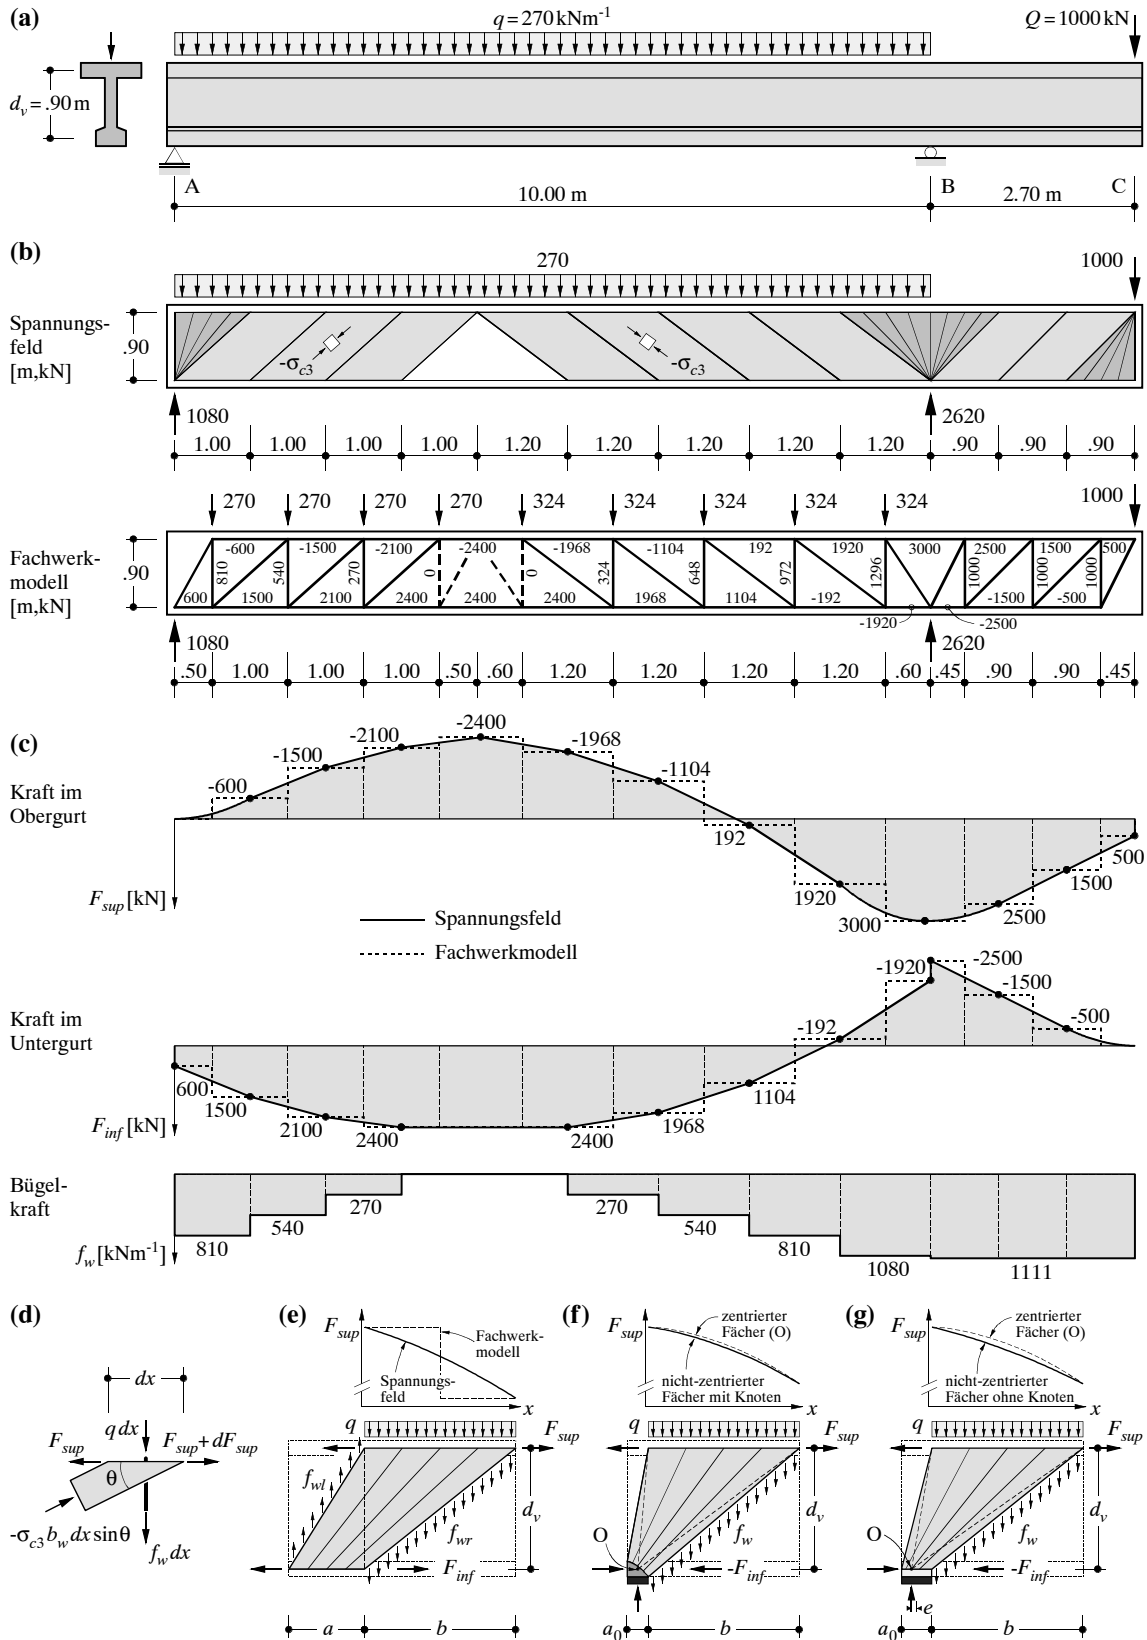 (a)
q = 270 kNm⁻¹
Q = 1000 kN
dᵥ = .90 m
A
B
C
10.00 m
2.70 m
(b)
270
1000
Spannungs-
feld
[m,kN]
.90
-σc3
-σc3
1080
2620
1.00 1.00 1.00 1.00 1.20 1.20 1.20 1.20 1.20 .90 .90 .90
270 270 270 270 324 324 324 324 324
1000
Fachwerk-
modell
[m,kN]
.90
-600 -1500 -2100 -2400 -1968 -1104 192 1920 3000 2500 1500 500
810 540 270 0 0 324 648 972 1296 1000 1000 1000
600 1500 2100 2400 2400 2400 1968 1104 -192 -1500 -500
-1920 -2500
1080
2620
.50 1.00 1.00 1.00 .50 .60 1.20 1.20 1.20 1.20 .60 .45 .90 .90 .45
(c)
Kraft im
Obergurt
-600
-1500
-2100
-2400
-1968
-1104
192
1920
3000
2500
1500
500
Fsup [kN]
Spannungsfeld
Fachwerkmodell
Kraft im
Untergurt
600
1500
2100
2400
2400
1968
1104
-192
-1920
-2500
-1500
-500
Finf [kN]
Bügel-
kraft
810
540
270
270
540
810
1080
1111
fw [kNm⁻¹]
(d)
dx
q dx
Fsup
Fsup + dFsup
θ
-σc3 bw dx sinθ
fw dx
(e)
Fsup
Fachwerk-
modell
Spannungs-
feld
x
q
Fsup
fwl
fwr
dv
Finf
a
b
(f)
Fsup
zentrierter
Fächer (O)
nicht-zentrierter
Fächer mit Knoten
x
q
Fsup
O
fw
dv
-Finf
a0
b
(g)
Fsup
zentrierter
Fächer (O)
nicht-zentrierter
Fächer ohne Knoten
x
q
Fsup
O
fw
dv
-Finf
e
a0
b